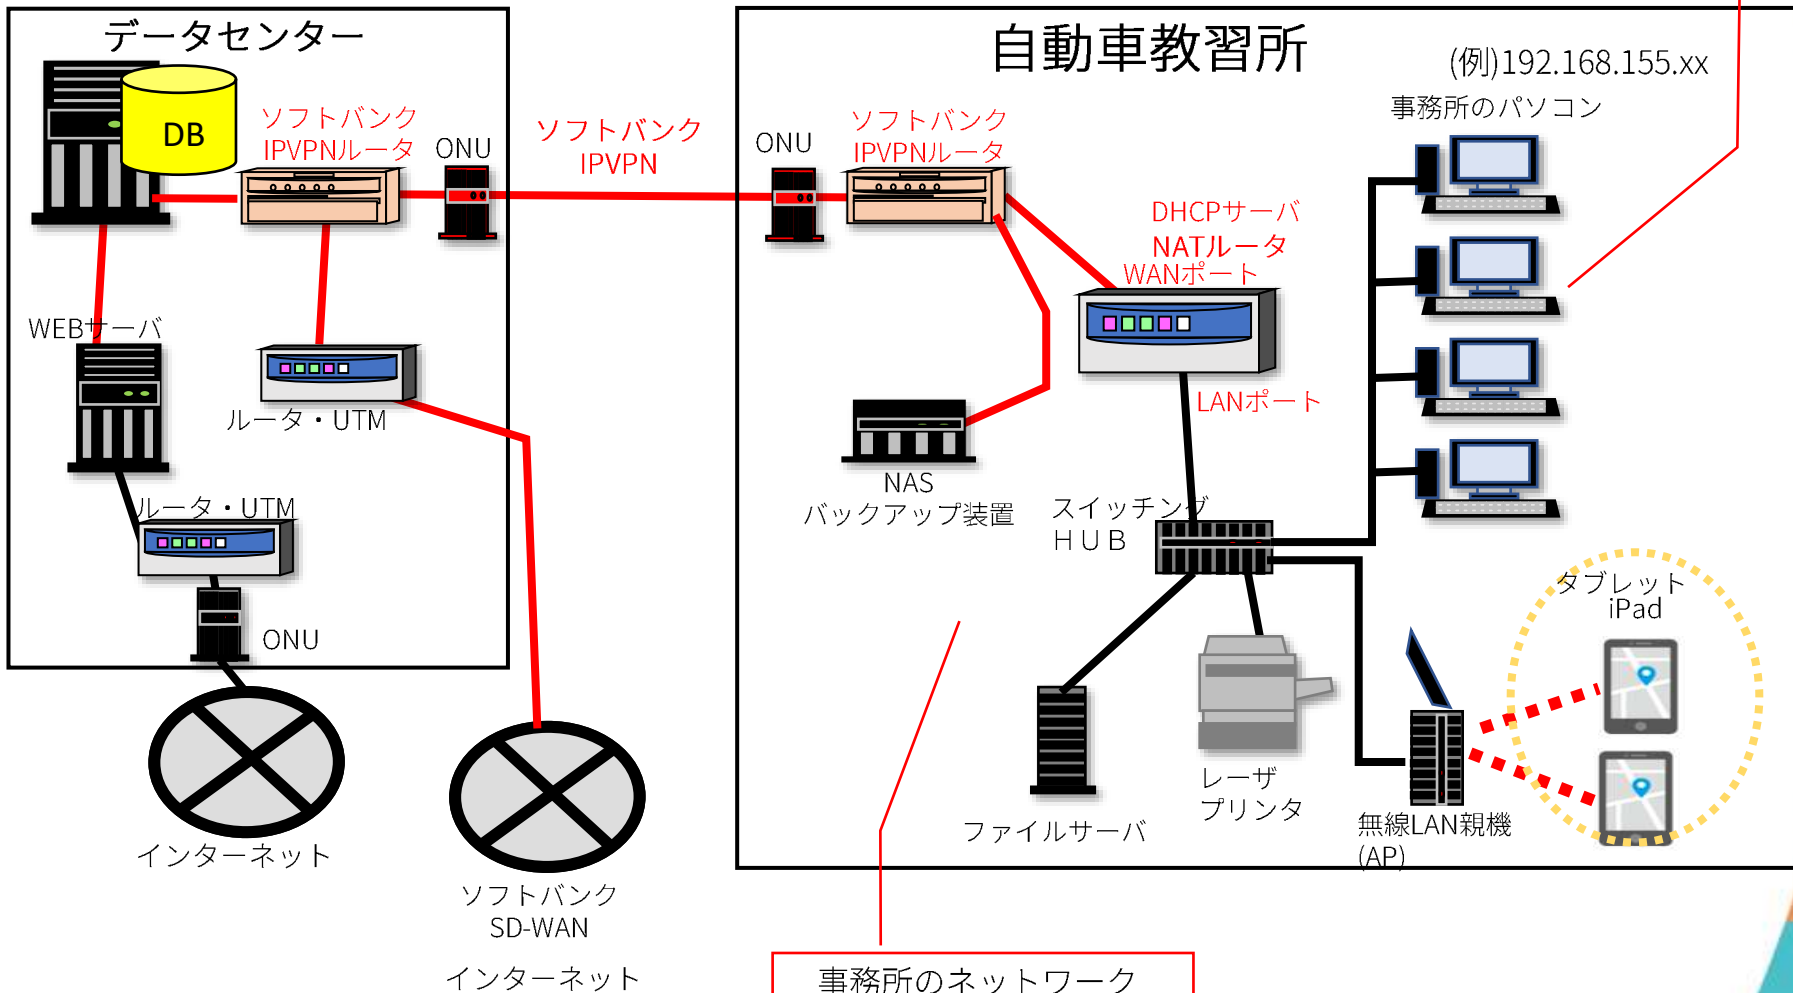 データセンター
DB
ソフトバンク
IPVPNルータ
ONU
WEBサーバ
ルータ・UTM
ルータ・UTM
ONU
インターネット
ソフトバンク
IPVPN
ソフトバンク
SD-WAN
インターネット
自動車教習所
(例)192.168.155.xx
事務所のパソコン
ONU
ソフトバンク
IPVPNルータ
DHCPサーバ
NATルータ
WANポート
LANポート
NAS
バックアップ装置
スイッチング
ＨＵＢ
タブレット
iPad
ファイルサーバ
レーザ
プリンタ
無線LAN親機
(AP)
事務所のネットワーク